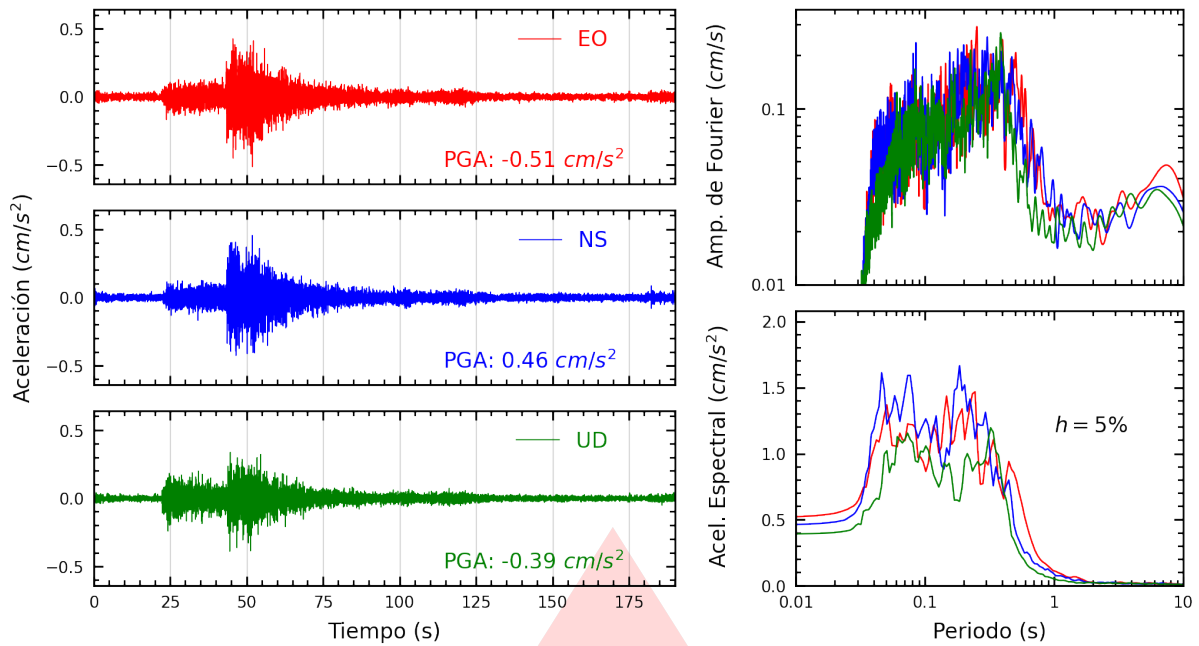 0.5
0.0
−0.5
EO
PGA: -0.51 cm/s²
0.5
0.0
−0.5
NS
PGA: 0.46 cm/s²
0.5
0.0
−0.5
UD
PGA: -0.39 cm/s²
Aceleración (cm/s²)
0 25 50 75 100 125 150 175
Tiempo (s)
Amp. de Fourier (cm/s)
0.1
0.01
Acel. Espectral (cm/s²)
2.0
1.5
1.0
0.5
0.0
h = 5%
0.01 0.1 1 10
Periodo (s)